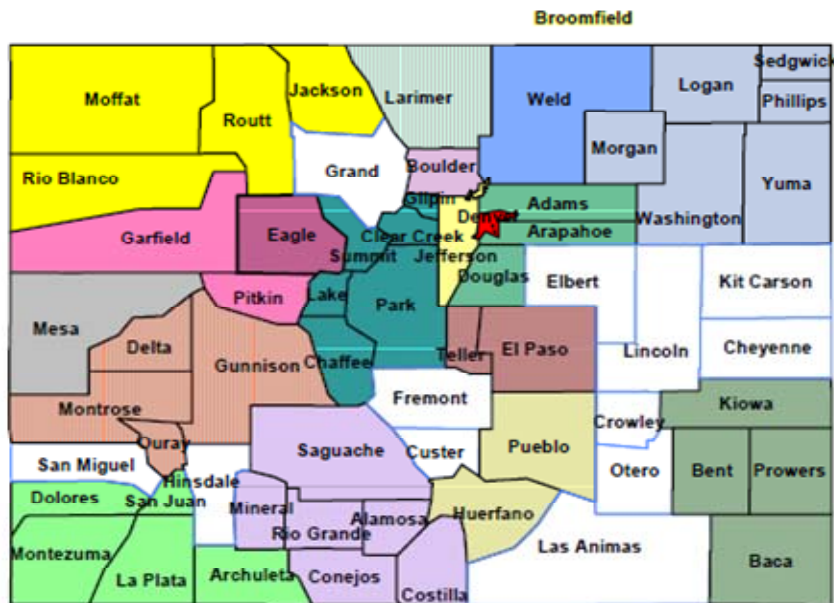 Broomfield
Moffat
Routt
Jackson
Larimer
Weld
Logan
Sedgwick
Phillips
Morgan
Grand
Boulder
Rio Blanco
Gilpin
Yuma
Adams
Denver
Washington
Garfield
Eagle
Clear Creek
Arapahoe
Summit
Jefferson
Douglas
Elbert
Kit Carson
Pitkin
Lake
Park
Mesa
Delta
Gunnison
Chaffee
Teller
El Paso
Lincoln
Cheyenne
Fremont
Montrose
Crowley
Kiowa
Ouray
Saguache
Custer
Pueblo
San Miguel
Hinsdale
Otero
Bent
Prowers
Dolores
San Juan
Mineral
Alamosa
Huerfano
Rio Grande
Las Animas
Montezuma
La Plata
Archuleta
Conejos
Costilla
Baca